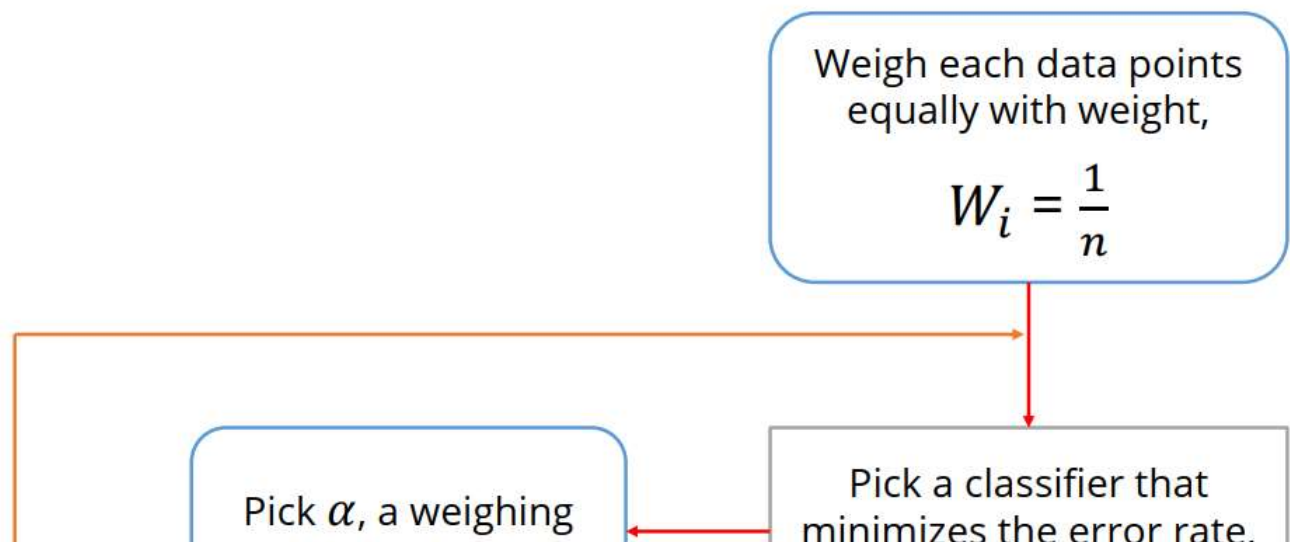 Weigh each data points
equally with weight,
W_i = 1/n
Pick α, a weighing
Pick a classifier that
minimizes the error rate.